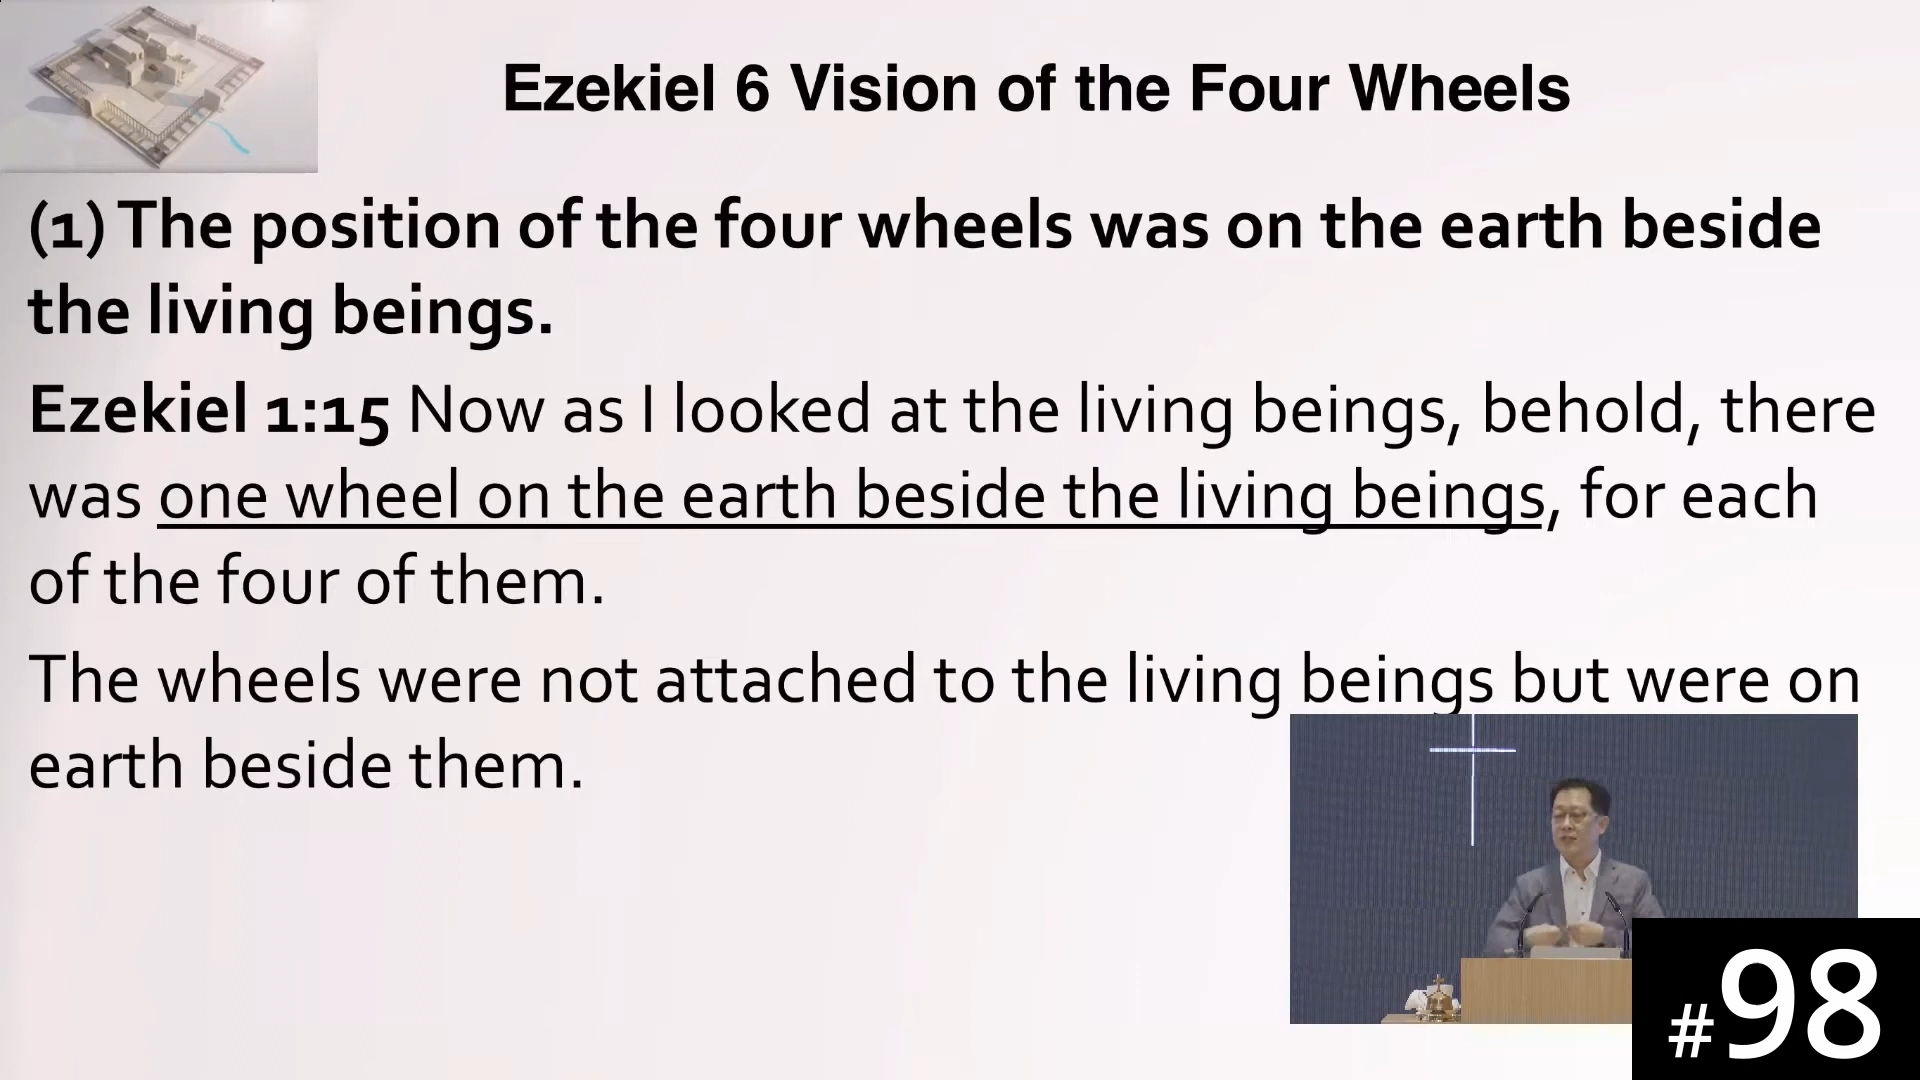 Ezekiel 6 Vision of the Four Wheels
(1) The position of the four wheels was on the earth beside
the living beings.
Ezekiel 1:15 Now as I looked at the living beings, behold, there
was one wheel on the earth beside the living beings, for each
of the four of them.
The wheels were not attached to the living beings but were on
earth beside them.
#98